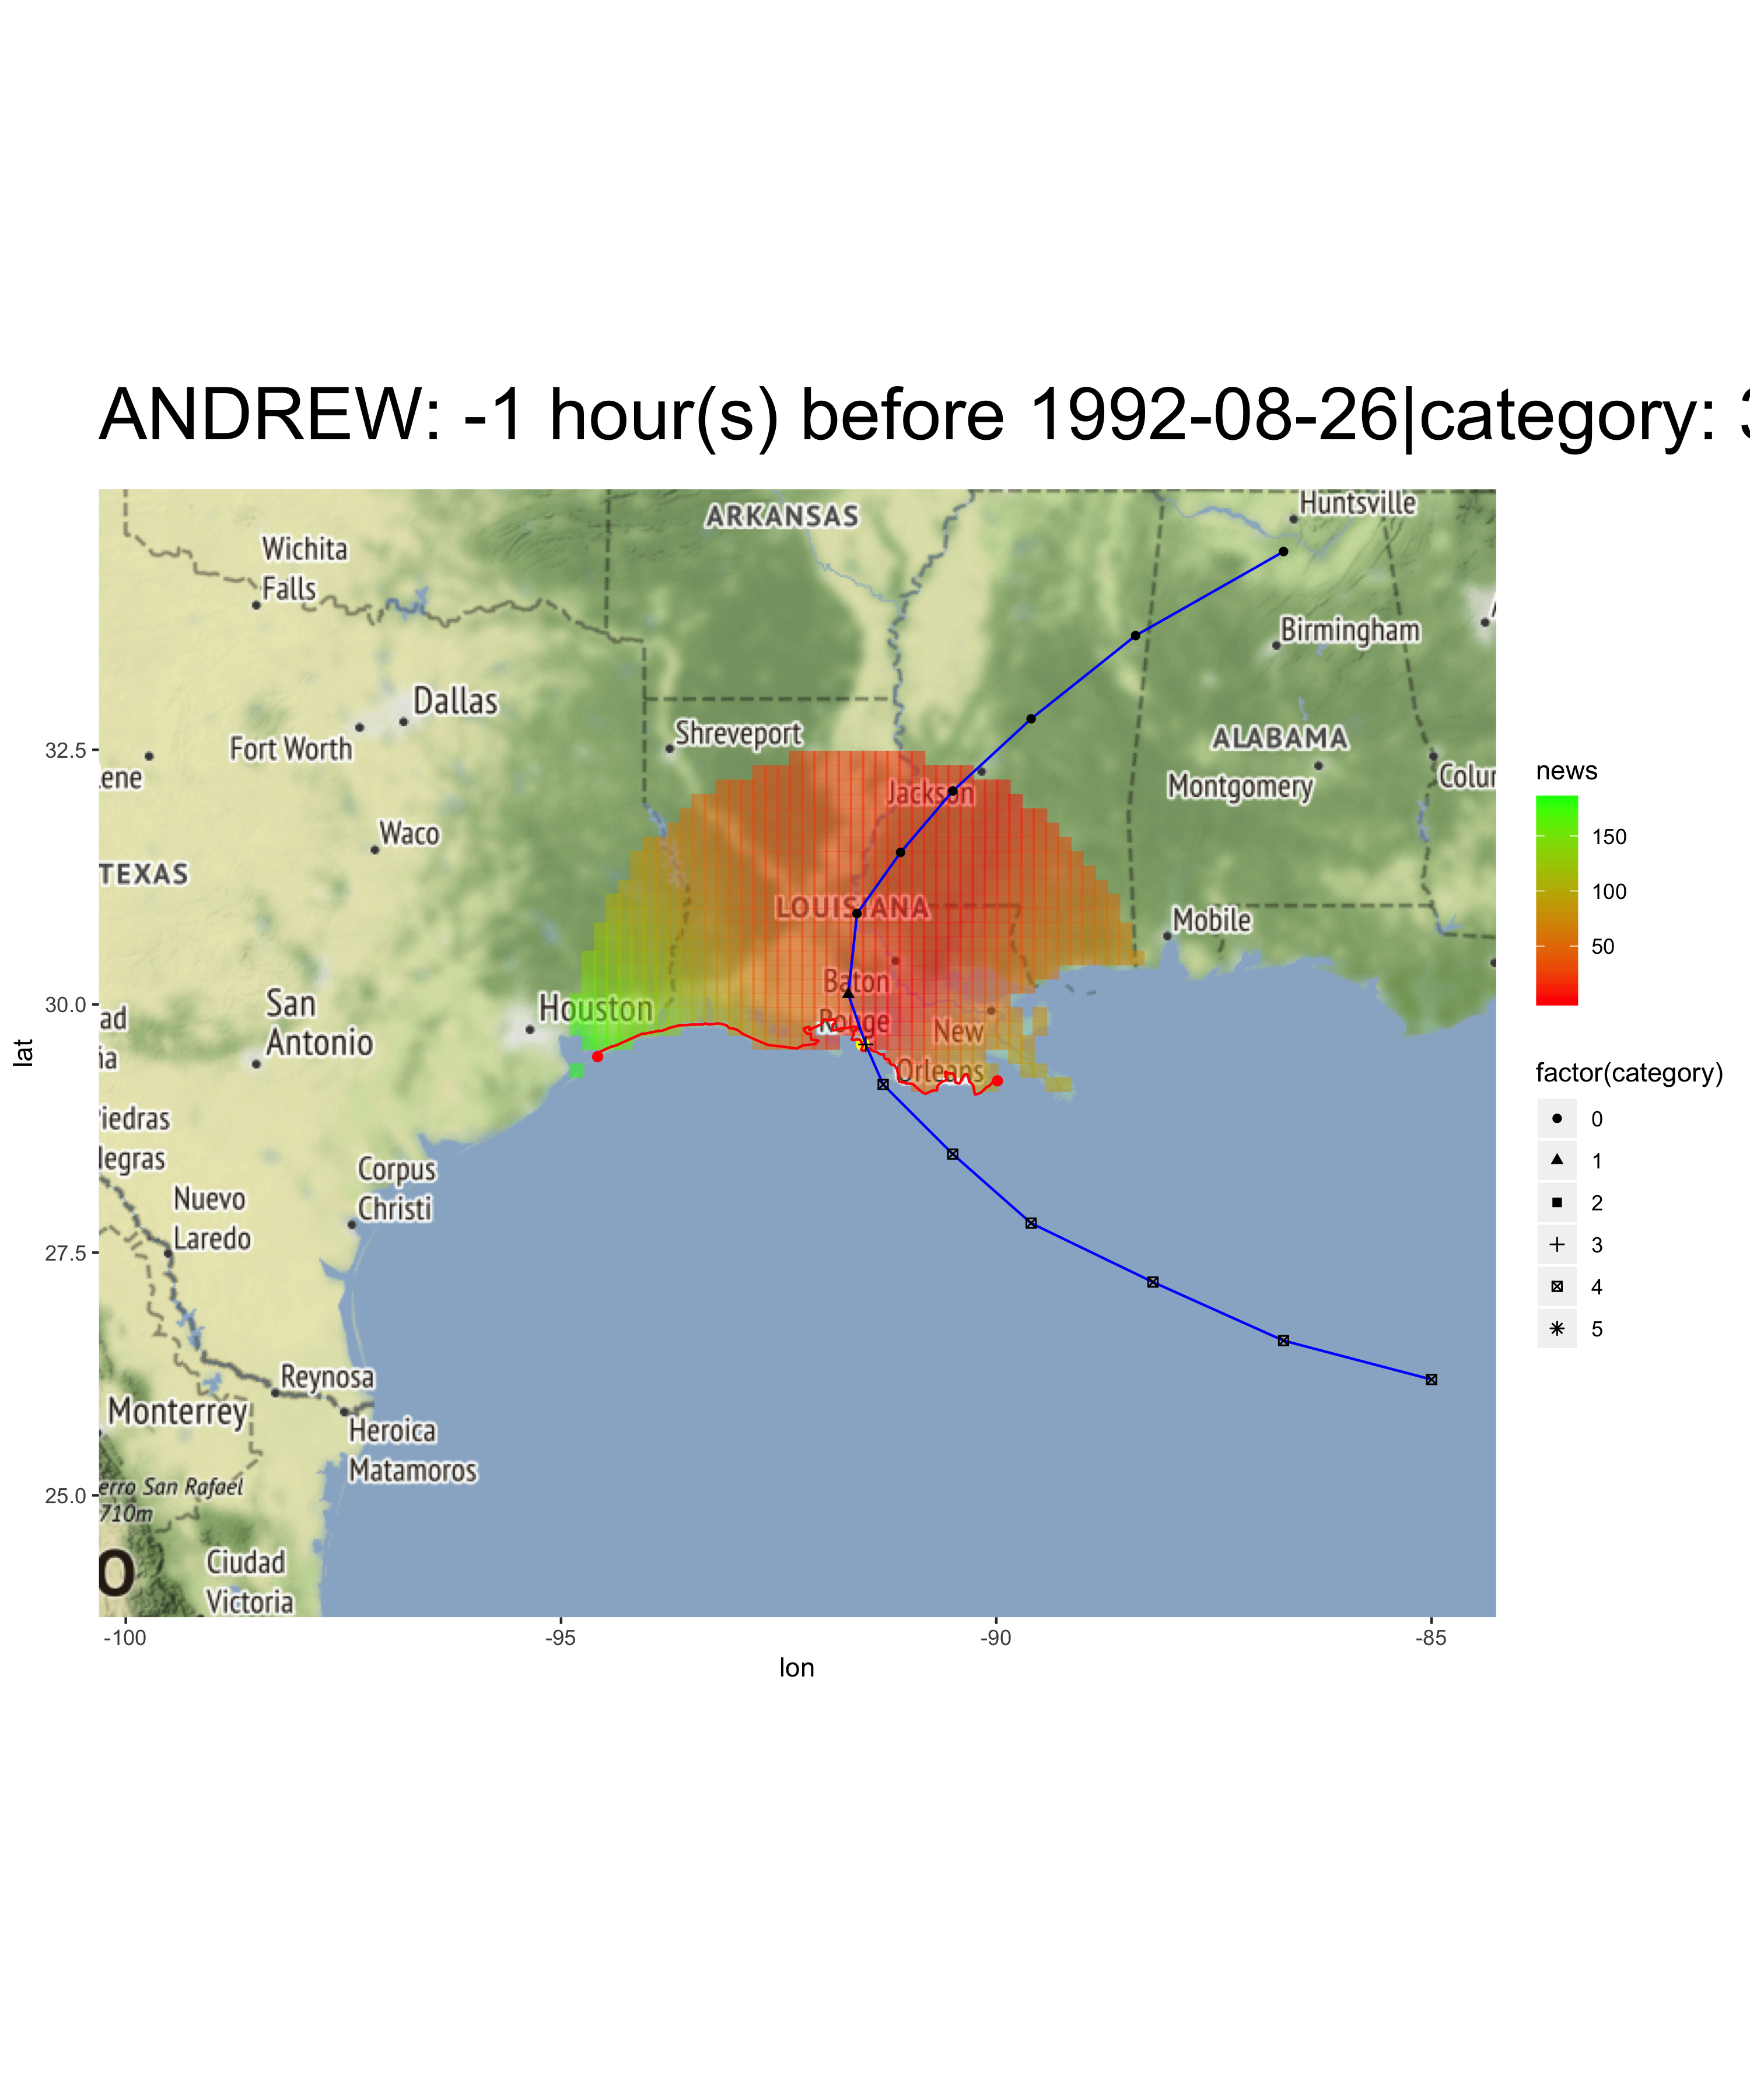 ANDREW: -1 hour(s) before 1992-08-26|category: 3
ARKANSAS
Huntsville
Wichita
Falls
Birmingham
Dallas
Shreveport
Fort Worth
ALABAMA
ene
Montgomery
Colur
Jackson
Waco
TEXAS
LOUISIANA
Mobile
Baton
Rouge
San
Antonio
Houston
ad
ña
New
Orleans
iedras
legras
Corpus
Christi
Nuevo
Laredo
Reynosa
Monterrey
Heroica
Matamoros
erro San Rafael
710m
O
Ciudad
Victoria
32.5
30.0
27.5
25.0
lat
-100
-95
-90
-85
lon
news
150
100
50
factor(category)
0
1
2
3
4
5